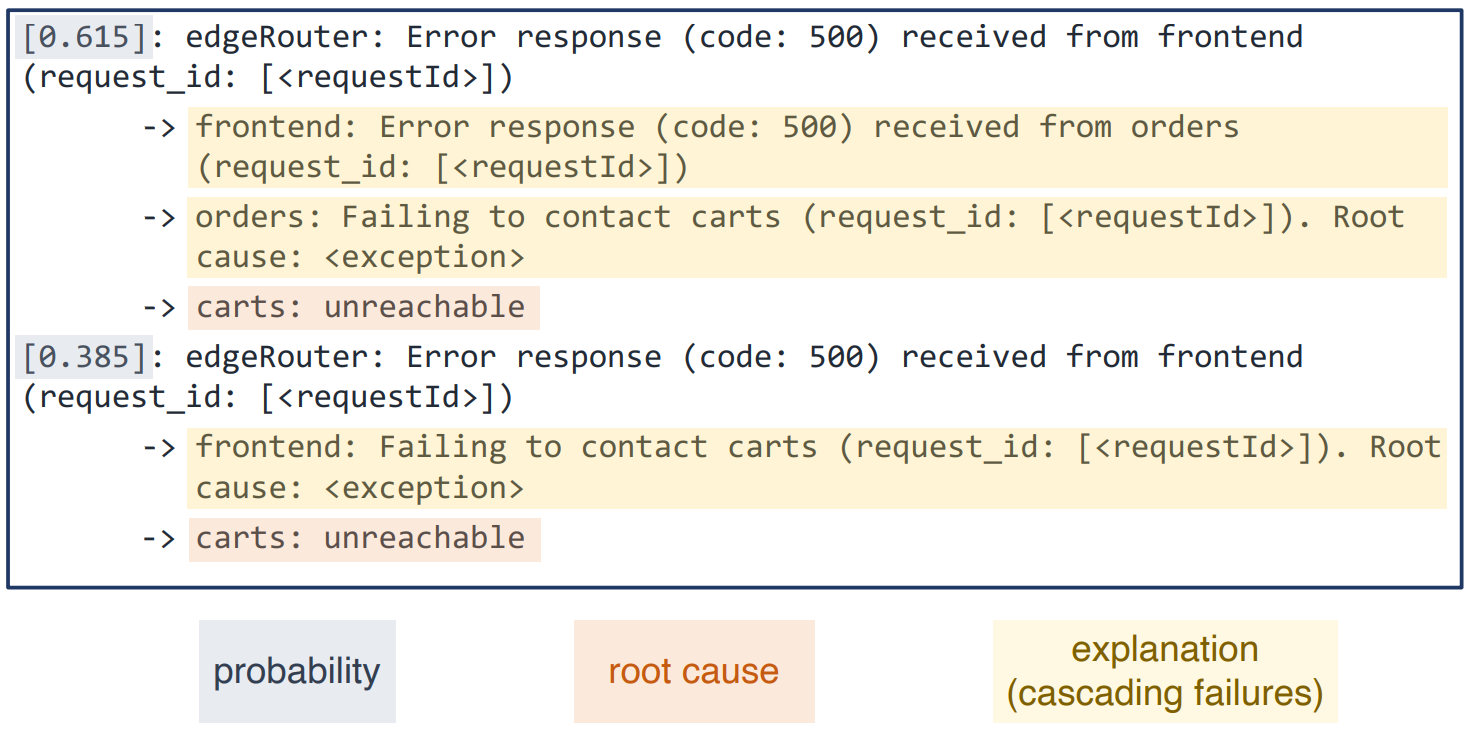 [0.615]: edgeRouter: Error response (code: 500) received from frontend
(request_id: [<requestId>])
-> frontend: Error response (code: 500) received from orders
(request_id: [<requestId>])
-> orders: Failing to contact carts (request_id: [<requestId>]). Root
cause: <exception>
-> carts: unreachable
[0.385]: edgeRouter: Error response (code: 500) received from frontend
(request_id: [<requestId>])
-> frontend: Failing to contact carts (request_id: [<requestId>]). Root
cause: <exception>
-> carts: unreachable
probability
root cause
explanation
(cascading failures)